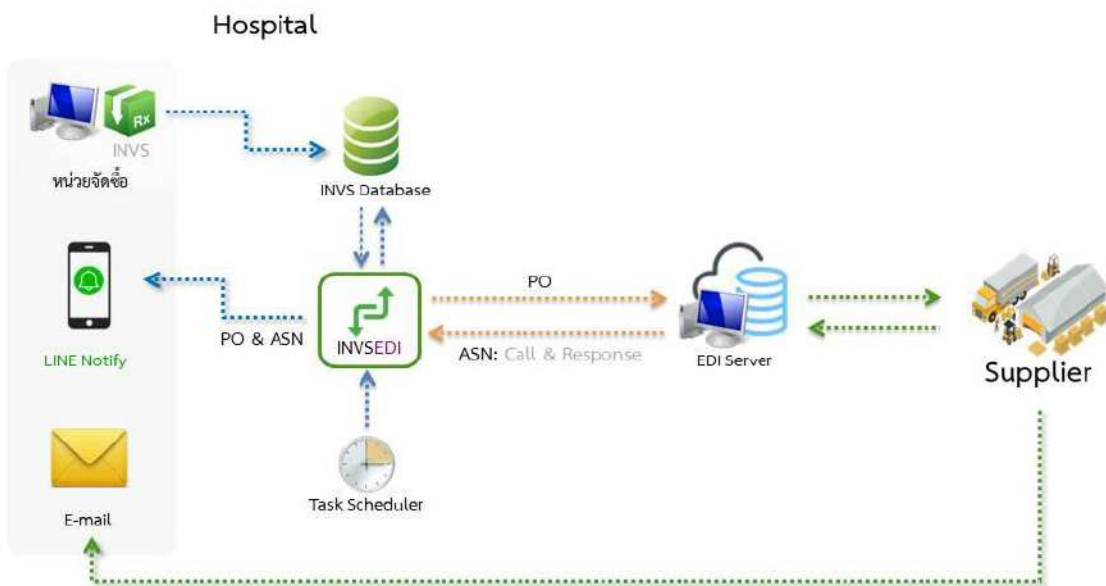 Hospital
Rx
INVS
หน่วยจัดซื้อ
INVS Database
PO
PO & ASN
INVSEDI
ASN: Call & Response
EDI Server
LINE Notify
Supplier
Task Scheduler
E-mail